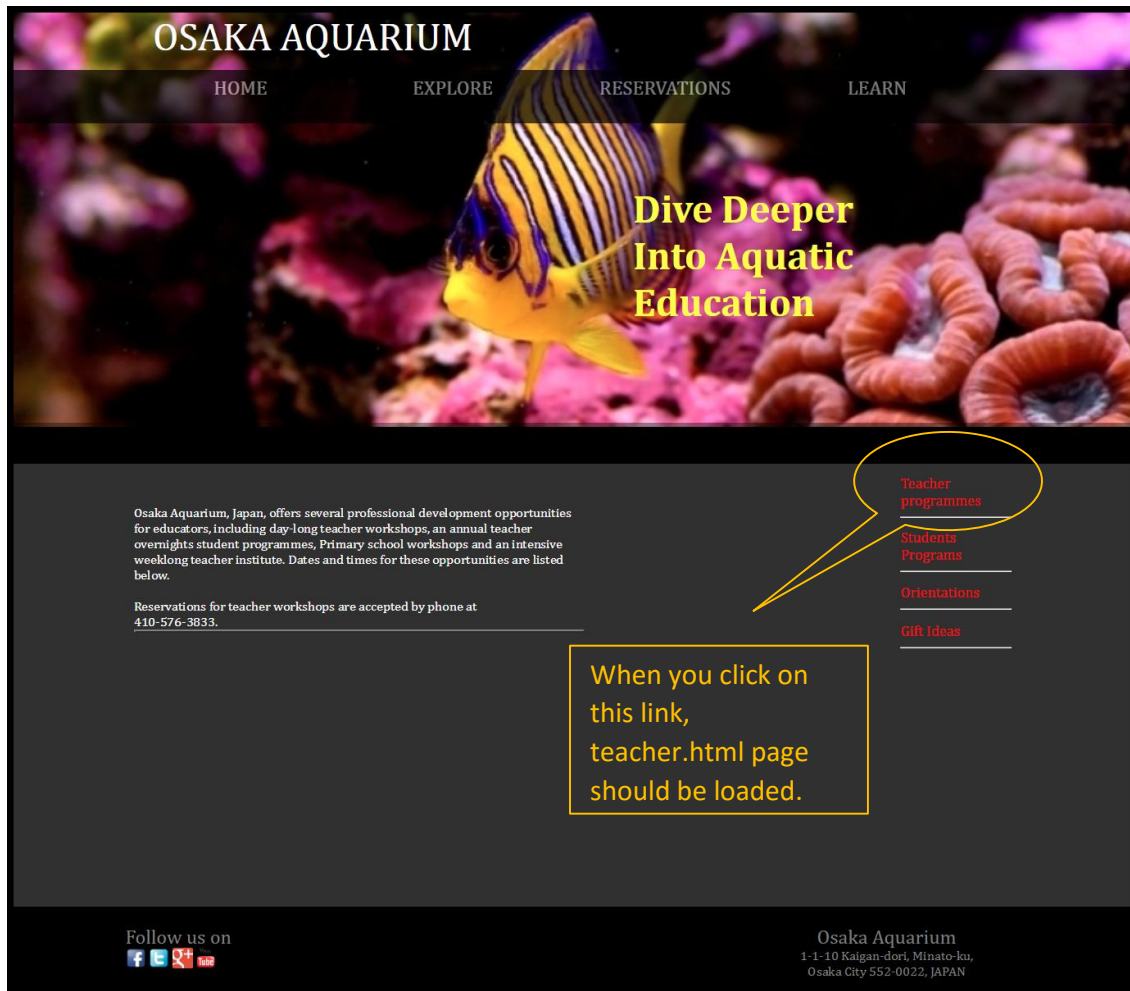 OSAKA AQUARIUM
HOME EXPLORE RESERVATIONS LEARN
Dive Deeper
Into Aquatic
Education
Osaka Aquarium, Japan, offers several professional development opportunities
for educators, including day-long teacher workshops, an annual teacher
overnights student programmes, Primary school workshops and an intensive
weeklong teacher institute. Dates and times for these opportunities are listed
below.
Reservations for teacher workshops are accepted by phone at
410-576-3833.
Teacher
programmes
Students
Programs
Orientations
Gift Ideas
When you click on
this link,
teacher.html page
should be loaded.
Follow us on
Tube
Osaka Aquarium
1-1-10 Kaigan-dori, Minato-ku,
Osaka City 552-0022, JAPAN